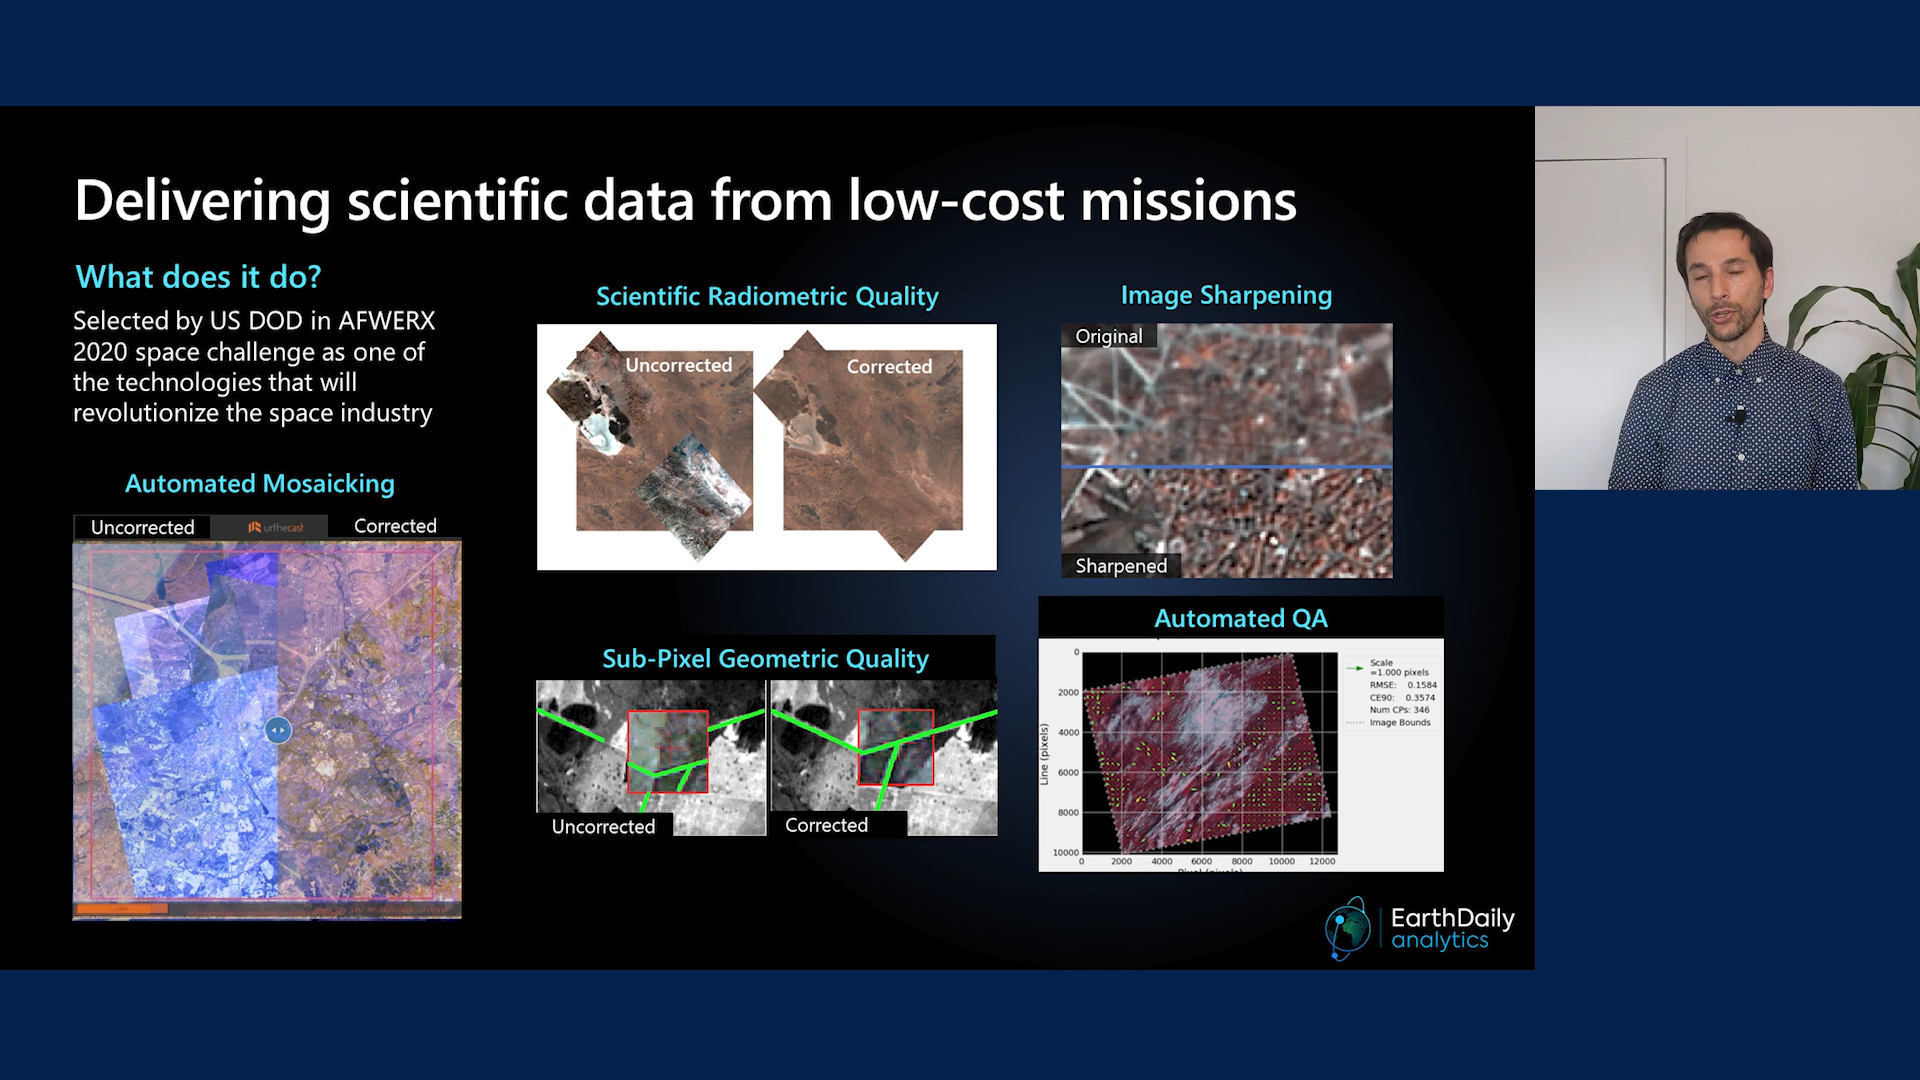 Delivering scientific data from low-cost missions
What does it do?
Selected by US DOD in AFWERX
2020 space challenge as one of
the technologies that will
revolutionize the space industry
Automated Mosaicking
Uncorrected
urthecast
Corrected
Scientific Radiometric Quality
Uncorrected
Corrected
Sub-Pixel Geometric Quality
Uncorrected
Corrected
Image Sharpening
Original
Sharpened
Automated QA
Line (pixels)
0
2000
4000
6000
8000
10000
0 2000 4000 6000 8000 10000 12000
Scale
=1.000 pixels
RMSE: 0.1584
CE90: 0.3574
Num CPs: 346
Image Bounds
EarthDaily
analytics